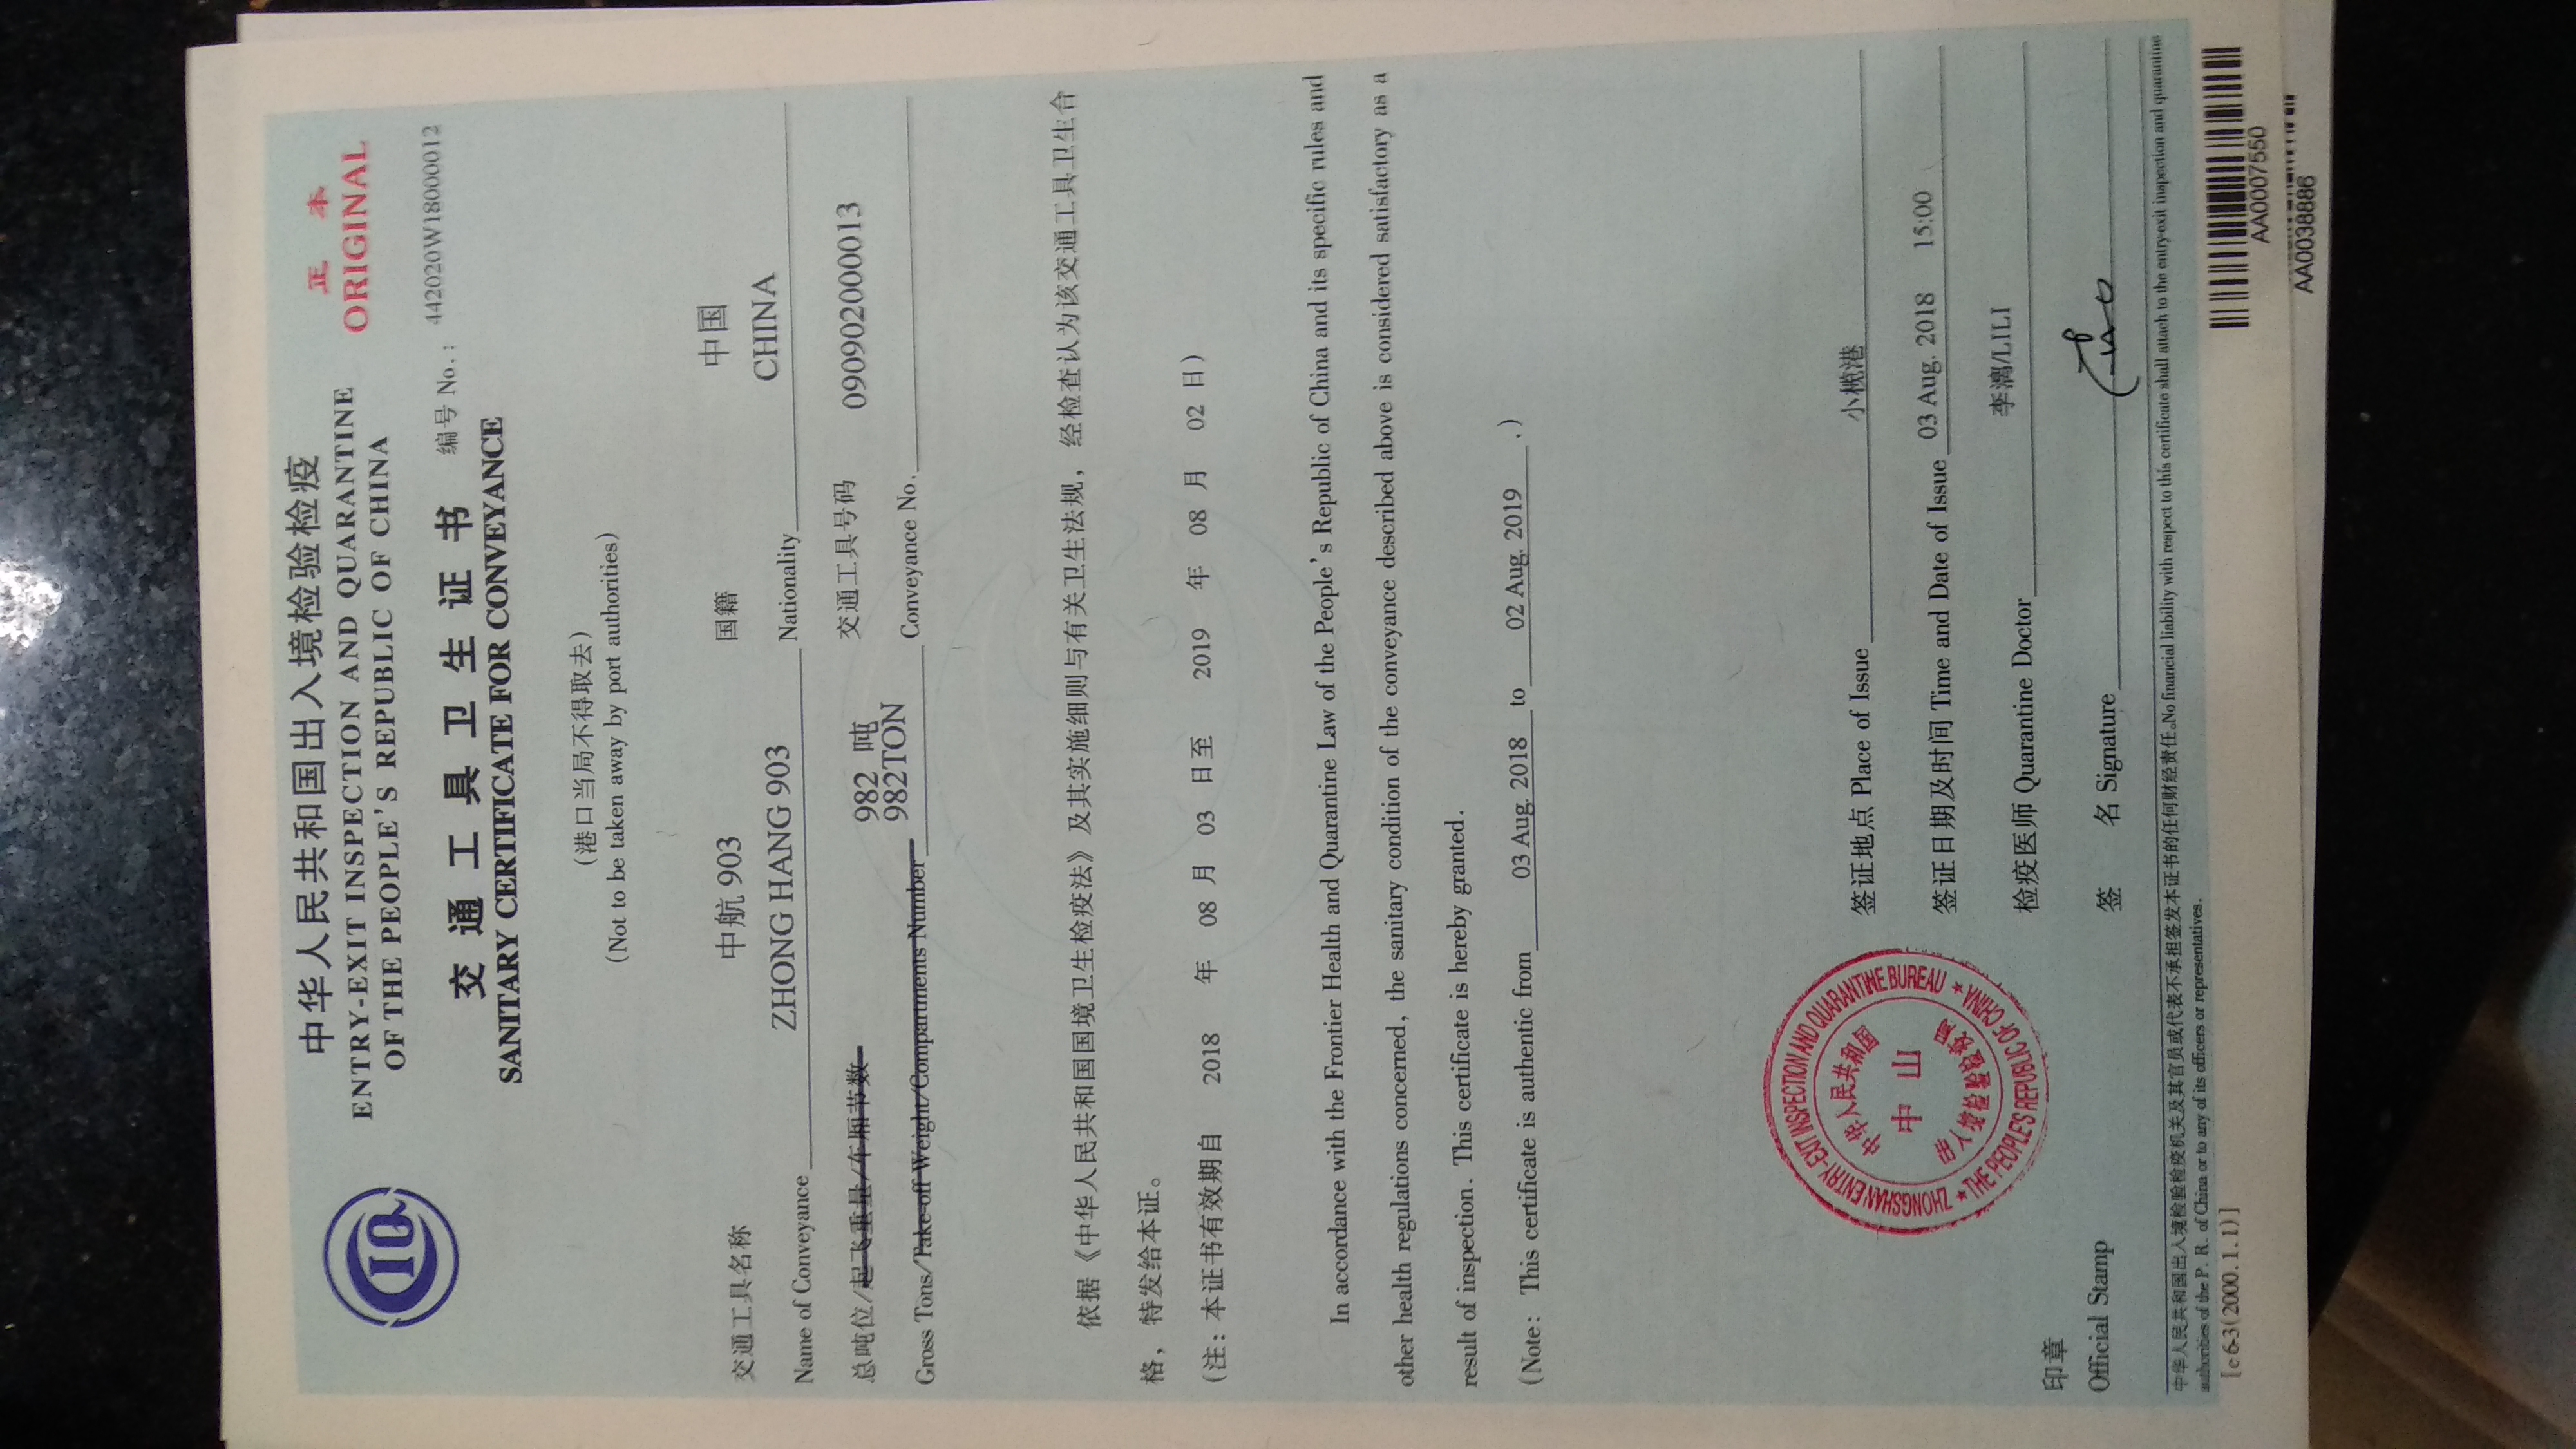 中华人民共和国出入境检验检疫
ENTRY-EXIT INSPECTION AND QUARANTINE
OF THE PEOPLE'S REPUBLIC OF CHINA
正 本
ORIGINAL
CIQ
交通工具卫生证书
编号 No.: 442020W18000012
SANITARY CERTIFICATE FOR CONVEYANCE
(港口当局不得取去)
(Not to be taken away by port authorities)
交通工具名称 中航 903 国籍 中国
Name of Conveyance ZHONG HANG 903 Nationality CHINA
总吨位/起飞重量/车厢节数 982 吨 交通工具号码 090902000013
Gross Tons/Take-off Weight/Compartments Number 982TON Conveyance No.
依据《中华人民共和国国境卫生检疫法》及其实施细则与有关卫生法规，经检查认为该交通工具卫生合
格，特发给本证。
(注：本证书有效期自 2018 年 08 月 03 日至 2019 年 08 月 02 日)
In accordance with the Frontier Health and Quarantine Law of the People's Republic of China and its specific rules and
other health regulations concerned, the sanitary condition of the conveyance described above is considered satisfactory as a
result of inspection. This certificate is hereby granted.
(Note: This certificate is authentic from 03 Aug. 2018 to 02 Aug. 2019 .)
ZHONGSHAN ENTRY-EXIT INSPECTION AND QUARANTINE BUREAU
THE PEOPLE'S REPUBLIC OF CHINA
中华人民共和国
中山
出入境检验检疫局
签证地点 Place of Issue 小榄港
签证日期及时间 Time and Date of Issue 03 Aug. 2018 15:00
检疫医师 Quarantine Doctor 李漓/LILI
印章
Official Stamp
签 名 Signature
中华人民共和国出入境检验检疫机关及其官员或代表不承担签发本证书的任何财经责任。No financial liability with respect to this certificate shall attach to the entry-exit inspection and quarantine
authorities of the P. R. of China or to any of its officers or representatives.
[c6-3(2000.1.1)]
AA0007550
AA0038886